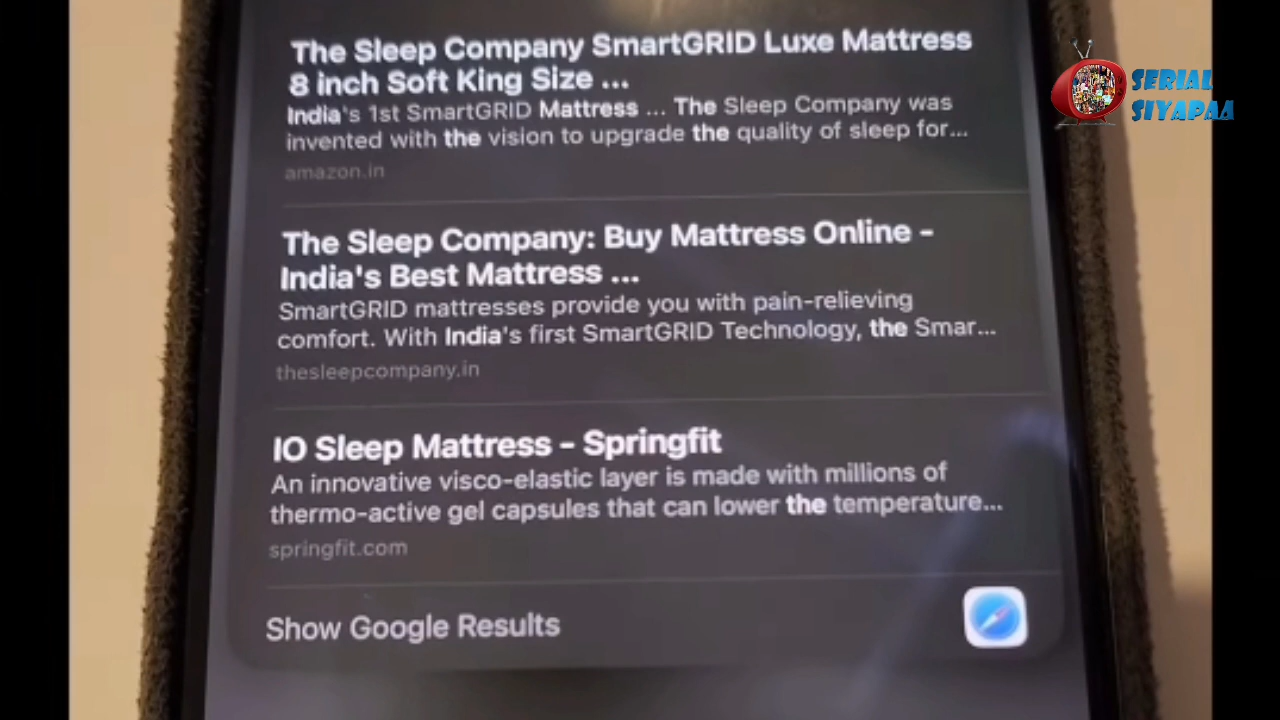 The Sleep Company SmartGRID Luxe Mattress
8 inch Soft King Size ...
India's 1st SmartGRID Mattress ... The Sleep Company was
invented with the vision to upgrade the quality of sleep for...
amazon.in
The Sleep Company: Buy Mattress Online -
India's Best Mattress ...
SmartGRID mattresses provide you with pain-relieving
comfort. With India's first SmartGRID Technology, the Smar...
thesleepcompany.in
IO Sleep Mattress - Springfit
An innovative visco-elastic layer is made with millions of
thermo-active gel capsules that can lower the temperature...
springfit.com
Show Google Results
SERIAL
SIYAPAA